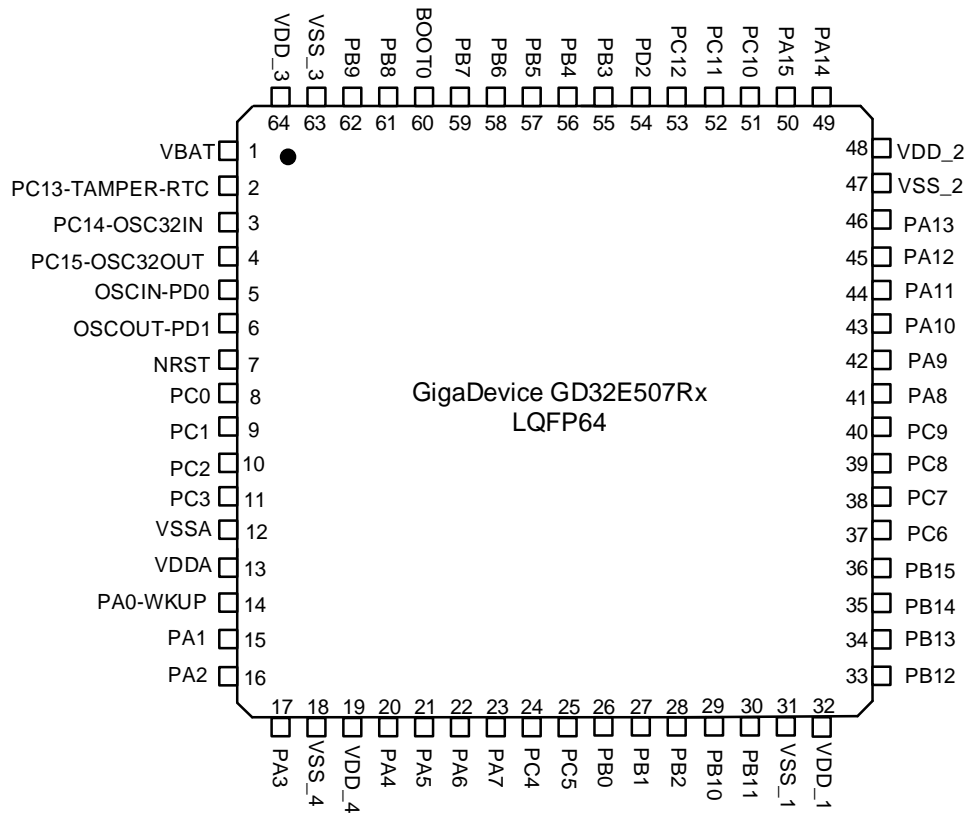 VDD_3
VSS_3
PB9
PB8
BOOT0
PB7
PB6
PB5
PB4
PB3
PD2
PC12
PC11
PC10
PA15
PA14
64
63
62
61
60
59
58
57
56
55
54
53
52
51
50
49
VBAT 1
PC13-TAMPER-RTC 2
PC14-OSC32IN 3
PC15-OSC32OUT 4
OSCIN-PD0 5
OSCOUT-PD1 6
NRST 7
PC0 8
PC1 9
PC2 10
PC3 11
VSSA 12
VDDA 13
PA0-WKUP 14
PA1 15
PA2 16
GigaDevice GD32E507Rx
LQFP64
48 VDD_2
47 VSS_2
46 PA13
45 PA12
44 PA11
43 PA10
42 PA9
41 PA8
40 PC9
39 PC8
38 PC7
37 PC6
36 PB15
35 PB14
34 PB13
33 PB12
17
18
19
20
21
22
23
24
25
26
27
28
29
30
31
32
PA3
VSS_4
VDD_4
PA4
PA5
PA6
PA7
PC4
PC5
PB0
PB1
PB2
PB10
PB11
VSS_1
VDD_1